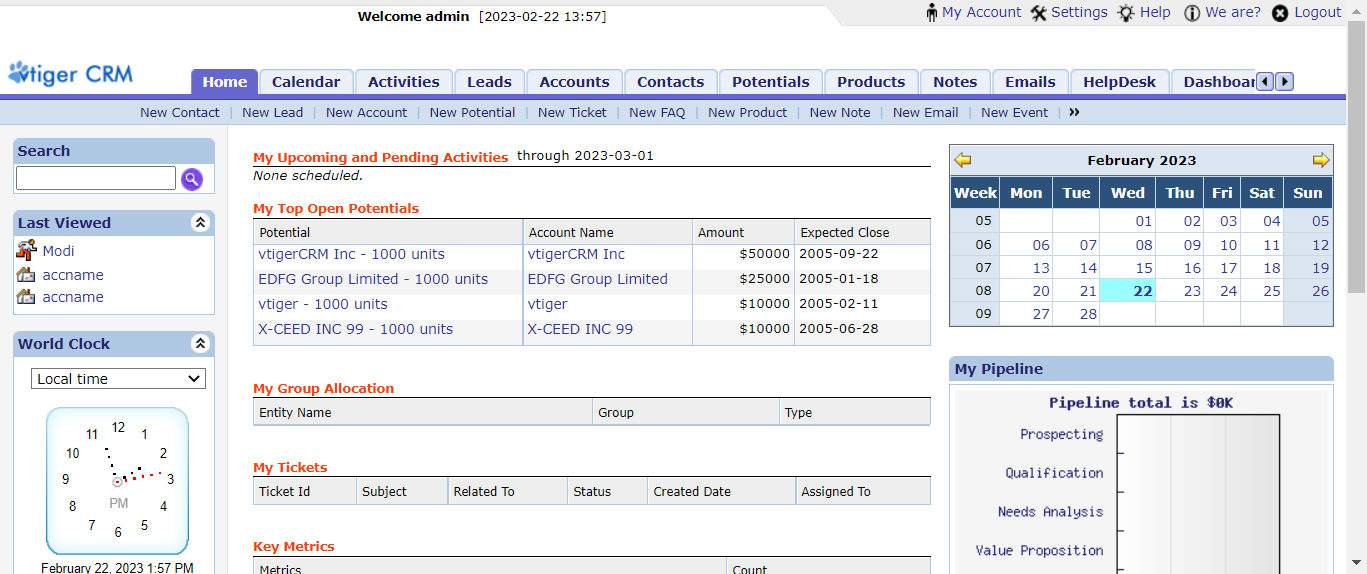 Welcome admin [2023-02-22 13:57]
My Account Settings Help We are? Logout
vtiger CRM
Home Calendar Activities Leads Accounts Contacts Potentials Products Notes Emails HelpDesk Dashboar
New Contact | New Lead | New Account | New Potential | New Ticket | New FAQ | New Product | New Note | New Email | New Event | »
Search
Last Viewed
Modi
accname
accname
World Clock
Local time
12
11 1
10 2
9 3
PM
8 4
7 5
6
February 22, 2023 1:57 PM
My Upcoming and Pending Activities through 2023-03-01
None scheduled.
My Top Open Potentials
Potential Account Name Amount Expected Close
vtigerCRM Inc - 1000 units vtigerCRM Inc $50000 2005-09-22
EDFG Group Limited - 1000 units EDFG Group Limited $25000 2005-01-18
vtiger - 1000 units vtiger $10000 2005-02-11
X-CEED INC 99 - 1000 units X-CEED INC 99 $10000 2005-06-28
My Group Allocation
Entity Name Group Type
My Tickets
Ticket Id Subject Related To Status Created Date Assigned To
Key Metrics
Metrics Count
February 2023
Week Mon Tue Wed Thu Fri Sat Sun
05 01 02 03 04 05
06 06 07 08 09 10 11 12
07 13 14 15 16 17 18 19
08 20 21 22 23 24 25 26
09 27 28
My Pipeline
Pipeline total is $0K
Prospecting
Qualification
Needs Analysis
Value Proposition